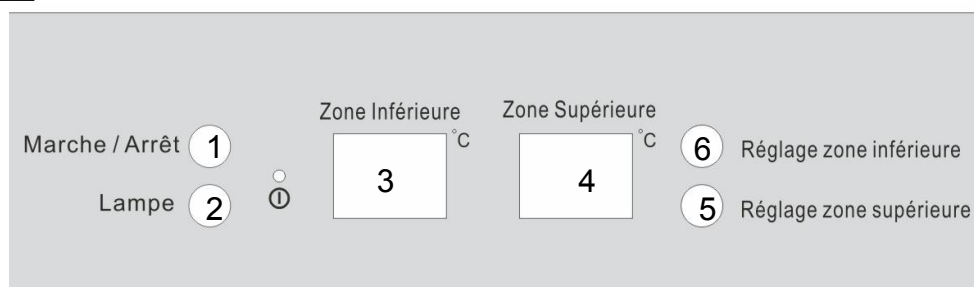 Zone Inférieure Zone Supérieure
Marche / Arrêt 1 °C °C 6 Réglage zone inférieure
3 4
Lampe 2 5 Réglage zone supérieure